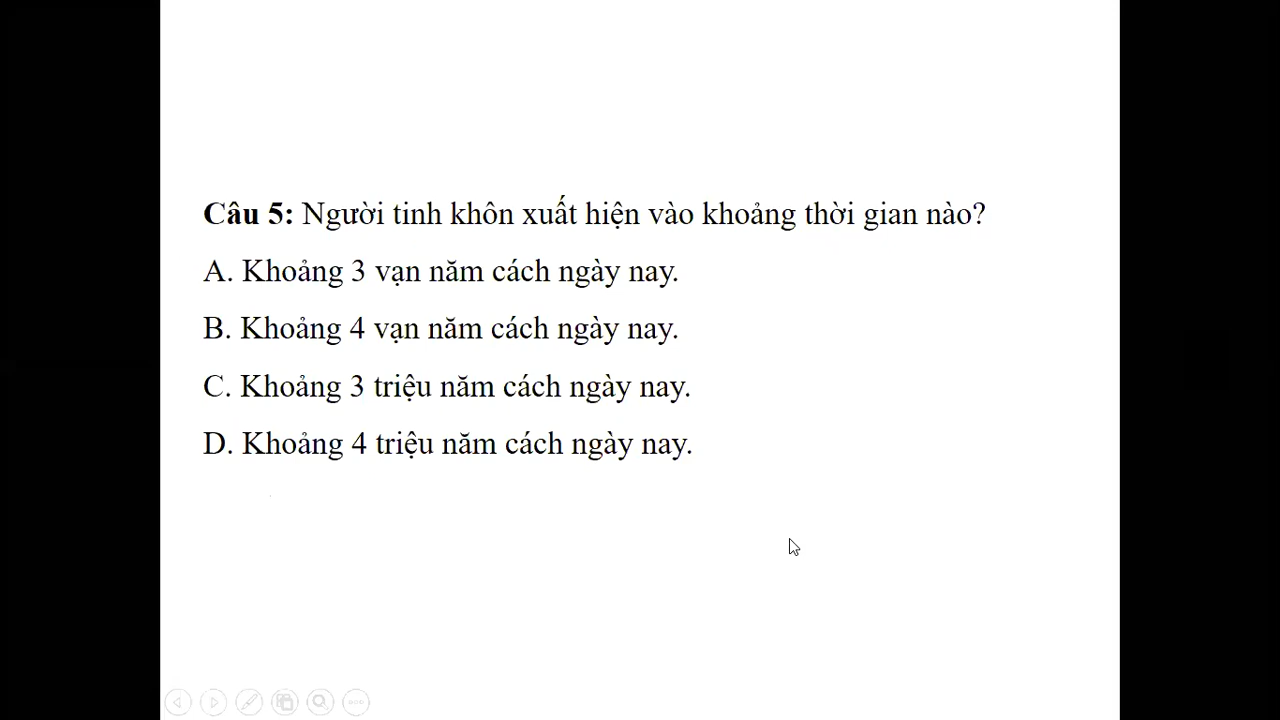 Câu 5: Người tinh khôn xuất hiện vào khoảng thời gian nào?
A. Khoảng 3 vạn năm cách ngày nay.
B. Khoảng 4 vạn năm cách ngày nay.
C. Khoảng 3 triệu năm cách ngày nay.
D. Khoảng 4 triệu năm cách ngày nay.